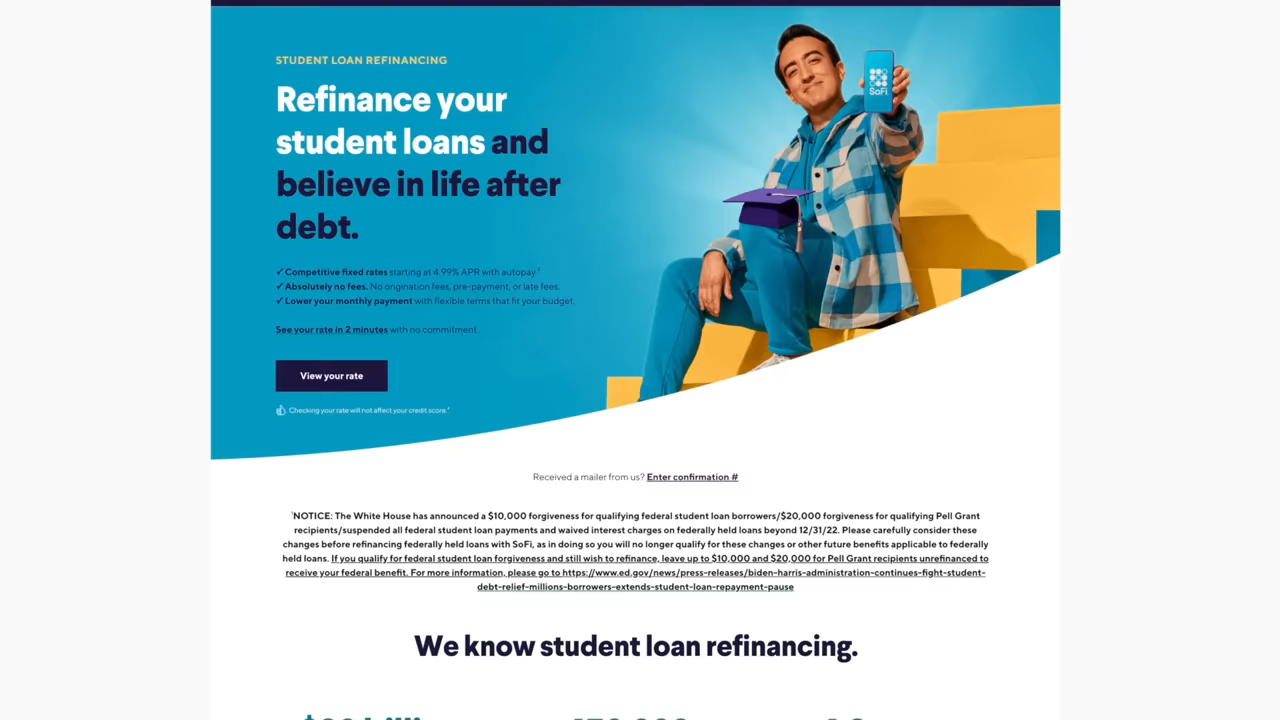 STUDENT LOAN REFINANCING
Refinance your
student loans and
believe in life after
debt.
✓ Competitive fixed rates starting at 4.99% APR with autopay
✓ Absolutely no fees. No origination fees, pre-payment, or late fees.
✓ Lower your monthly payment with flexible terms that fit your budget.
See your rate in 2 minutes with no commitment.
View your rate
Checking your rate will not affect your credit score.
SoFi
Received a mailer from us? Enter confirmation #
¹NOTICE: The White House has announced a $10,000 forgiveness for qualifying federal student loan borrowers/$20,000 forgiveness for qualifying Pell Grant
recipients/suspended all federal student loan payments and waived interest charges on federally held loans beyond 12/31/22. Please carefully consider these
changes before refinancing federally held loans with SoFi, as in doing so you will no longer qualify for these changes or other future benefits applicable to federally
held loans. If you qualify for federal student loan forgiveness and still wish to refinance, leave up to $10,000 and $20,000 for Pell Grant recipients unrefinanced to
receive your federal benefit. For more information, please go to https://www.ed.gov/news/press-releases/biden-harris-administration-continues-fight-student-
debt-relief-millions-borrowers-extends-student-loan-repayment-pause
We know student loan refinancing.